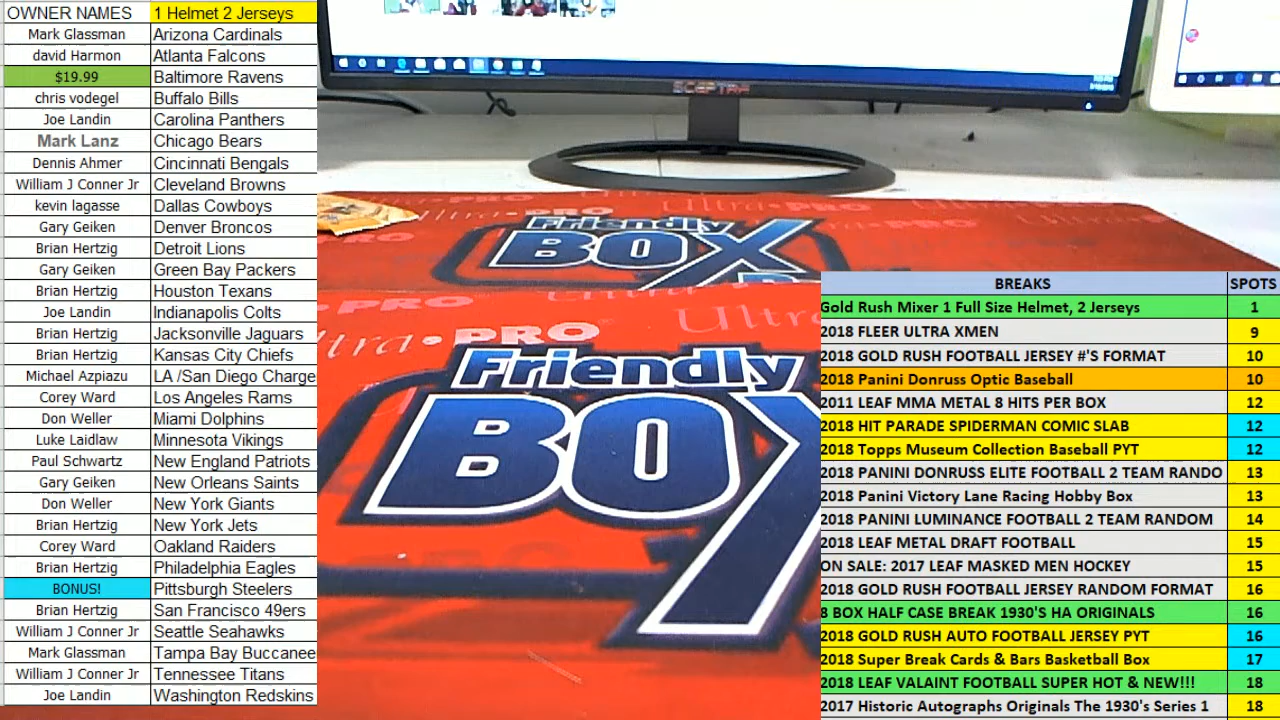 OWNER NAMES 1 Helmet 2 Jerseys
Mark Glassman Arizona Cardinals
david Harmon Atlanta Falcons
$19.99 Baltimore Ravens
chris vodegel Buffalo Bills
Joe Landin Carolina Panthers
Mark Lanz Chicago Bears
Dennis Ahmer Cincinnati Bengals
William J Conner Jr Cleveland Browns
kevin lagasse Dallas Cowboys
Gary Geiken Denver Broncos
Brian Hertzig Detroit Lions
Gary Geiken Green Bay Packers
Brian Hertzig Houston Texans
Joe Landin Indianapolis Colts
Brian Hertzig Jacksonville Jaguars
Brian Hertzig Kansas City Chiefs
Michael Azpiazu LA /San Diego Charge
Corey Ward Los Angeles Rams
Don Weller Miami Dolphins
Luke Laidlaw Minnesota Vikings
Paul Schwartz New England Patriots
Gary Geiken New Orleans Saints
Don Weller New York Giants
Brian Hertzig New York Jets
Corey Ward Oakland Raiders
Brian Hertzig Philadelphia Eagles
BONUS! Pittsburgh Steelers
Brian Hertzig San Francisco 49ers
William J Conner Jr Seattle Seahawks
Mark Glassman Tampa Bay Buccanee
William J Conner Jr Tennessee Titans
Joe Landin Washington Redskins
SCEPTRE
Ultra PRO
Friendly
BOX
PRO
Ultra
ltra PRO
Friendly
BOX
BREAKS SPOTS
Gold Rush Mixer 1 Full Size Helmet, 2 Jerseys 1
2018 FLEER ULTRA XMEN 9
2018 GOLD RUSH FOOTBALL JERSEY #'S FORMAT 10
2018 Panini Donruss Optic Baseball 10
2011 LEAF MMA METAL 8 HITS PER BOX 12
2018 HIT PARADE SPIDERMAN COMIC SLAB 12
2018 Topps Museum Collection Baseball PYT 12
2018 PANINI DONRUSS ELITE FOOTBALL 2 TEAM RANDO 13
2018 Panini Victory Lane Racing Hobby Box 13
2018 PANINI LUMINANCE FOOTBALL 2 TEAM RANDOM 14
2018 LEAF METAL DRAFT FOOTBALL 15
ON SALE: 2017 LEAF MASKED MEN HOCKEY 15
2018 GOLD RUSH FOOTBALL JERSEY RANDOM FORMAT 16
8 BOX HALF CASE BREAK 1930'S HA ORIGINALS 16
2018 GOLD RUSH AUTO FOOTBALL JERSEY PYT 16
2018 Super Break Cards & Bars Basketball Box 17
2018 LEAF VALAINT FOOTBALL SUPER HOT & NEW!!! 18
2017 Historic Autographs Originals The 1930's Series 1 18